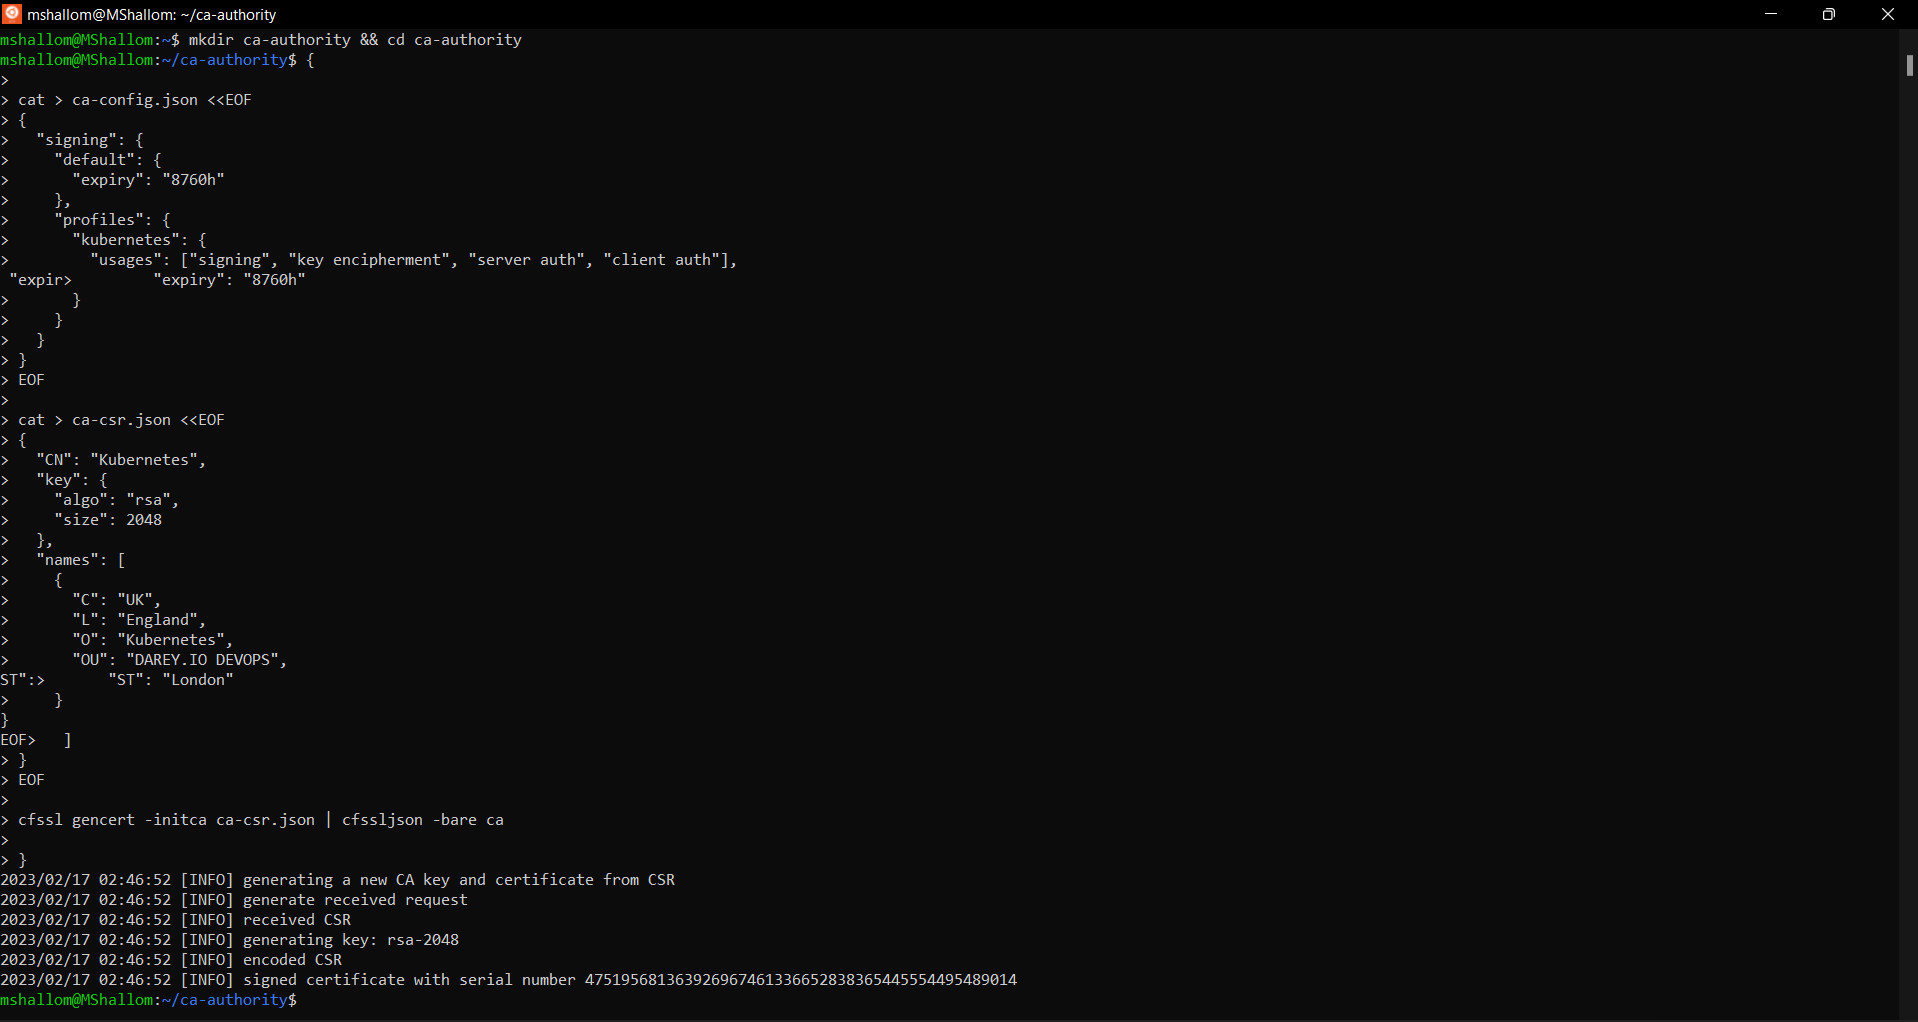 mshallom@MShallom: ~/ca-authority
mshallom@MShallom:~$ mkdir ca-authority && cd ca-authority
mshallom@MShallom:~/ca-authority$ {
>
> cat > ca-config.json <<EOF
> {
>   "signing": {
>     "default": {
>       "expiry": "8760h"
>     },
>     "profiles": {
>       "kubernetes": {
>         "usages": ["signing", "key encipherment", "server auth", "client auth"],
 "expir>         "expiry": "8760h"
>       }
>     }
>   }
> }
> EOF
>
> cat > ca-csr.json <<EOF
> {
>   "CN": "Kubernetes",
>   "key": {
>     "algo": "rsa",
>     "size": 2048
>   },
>   "names": [
>     {
>       "C": "UK",
>       "L": "England",
>       "O": "Kubernetes",
>       "OU": "DAREY.IO DEVOPS",
ST":>       "ST": "London"
>     }
}
EOF>   ]
> }
> EOF
>
> cfssl gencert -initca ca-csr.json | cfssljson -bare ca
>
> }
2023/02/17 02:46:52 [INFO] generating a new CA key and certificate from CSR
2023/02/17 02:46:52 [INFO] generate received request
2023/02/17 02:46:52 [INFO] received CSR
2023/02/17 02:46:52 [INFO] generating key: rsa-2048
2023/02/17 02:46:52 [INFO] encoded CSR
2023/02/17 02:46:52 [INFO] signed certificate with serial number 475195681363926967461336652838365445554495489014
mshallom@MShallom:~/ca-authority$